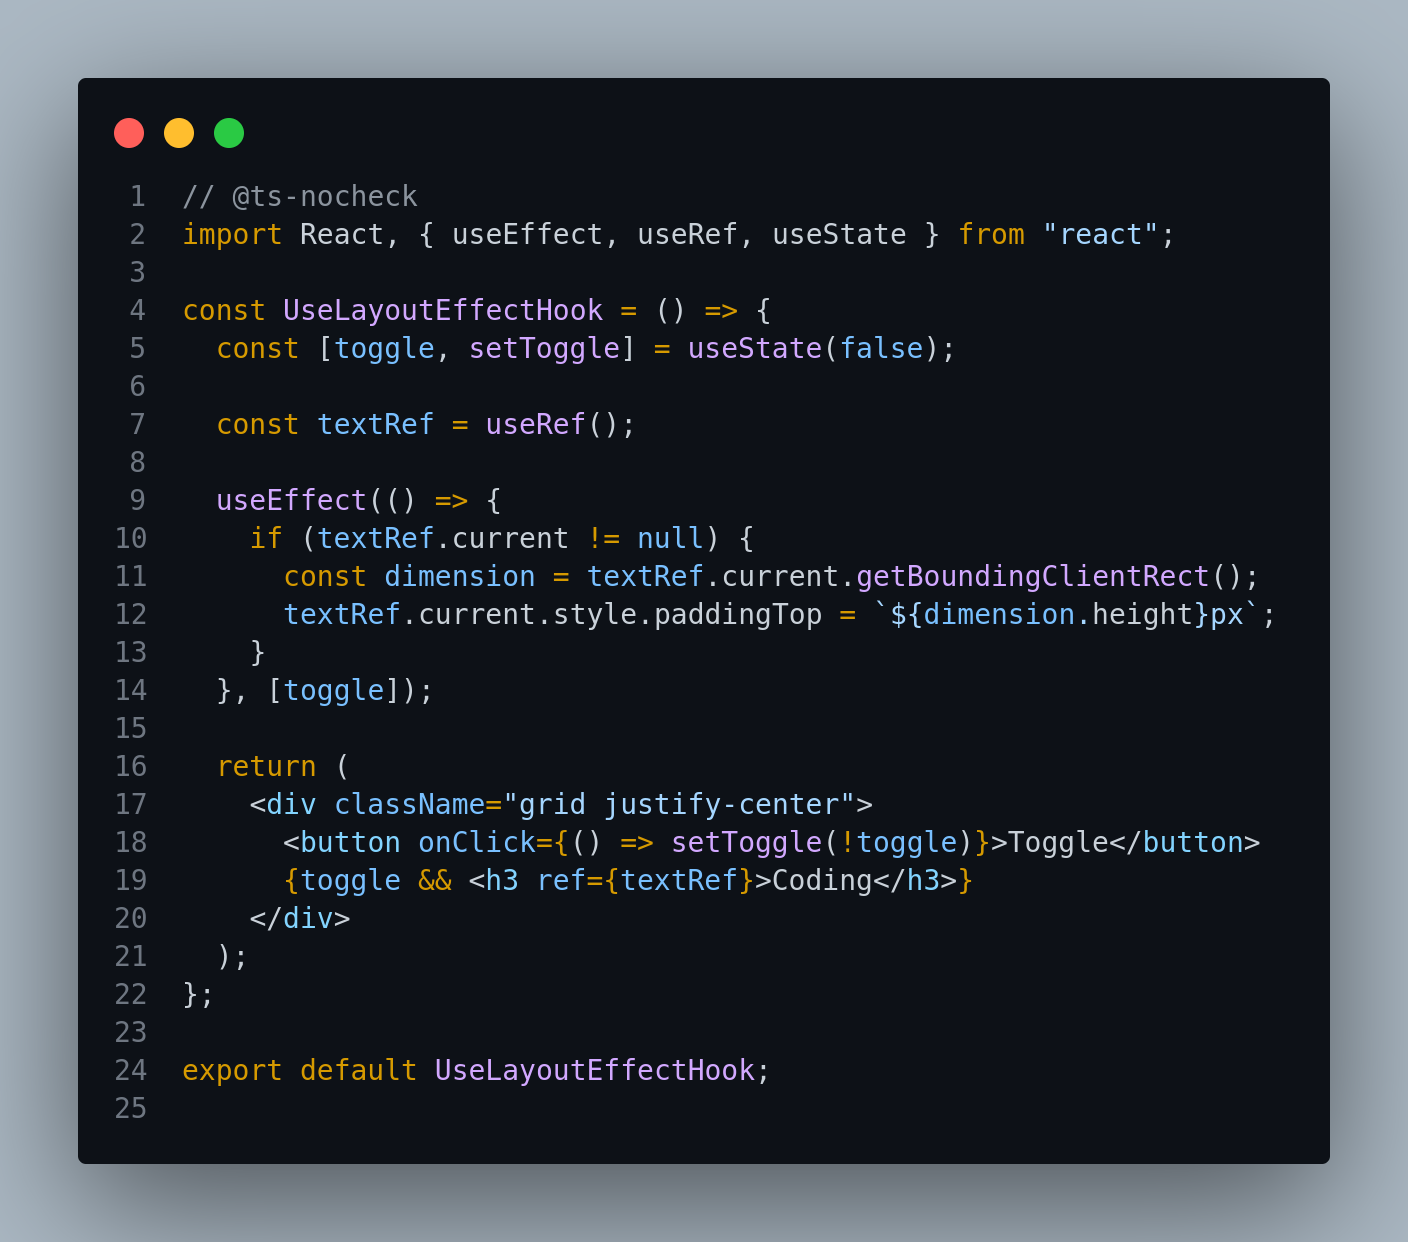 1 // @ts-nocheck
2 import React, { useEffect, useRef, useState } from "react";
3
4 const UseLayoutEffectHook = () => {
5   const [toggle, setToggle] = useState(false);
6
7   const textRef = useRef();
8
9   useEffect(() => {
10     if (textRef.current != null) {
11       const dimension = textRef.current.getBoundingClientRect();
12       textRef.current.style.paddingTop = `${dimension.height}px`;
13     }
14   }, [toggle]);
15
16   return (
17     <div className="grid justify-center">
18       <button onClick={() => setToggle(!toggle)}>Toggle</button>
19       {toggle && <h3 ref={textRef}>Coding</h3>}
20     </div>
21   );
22 };
23
24 export default UseLayoutEffectHook;
25